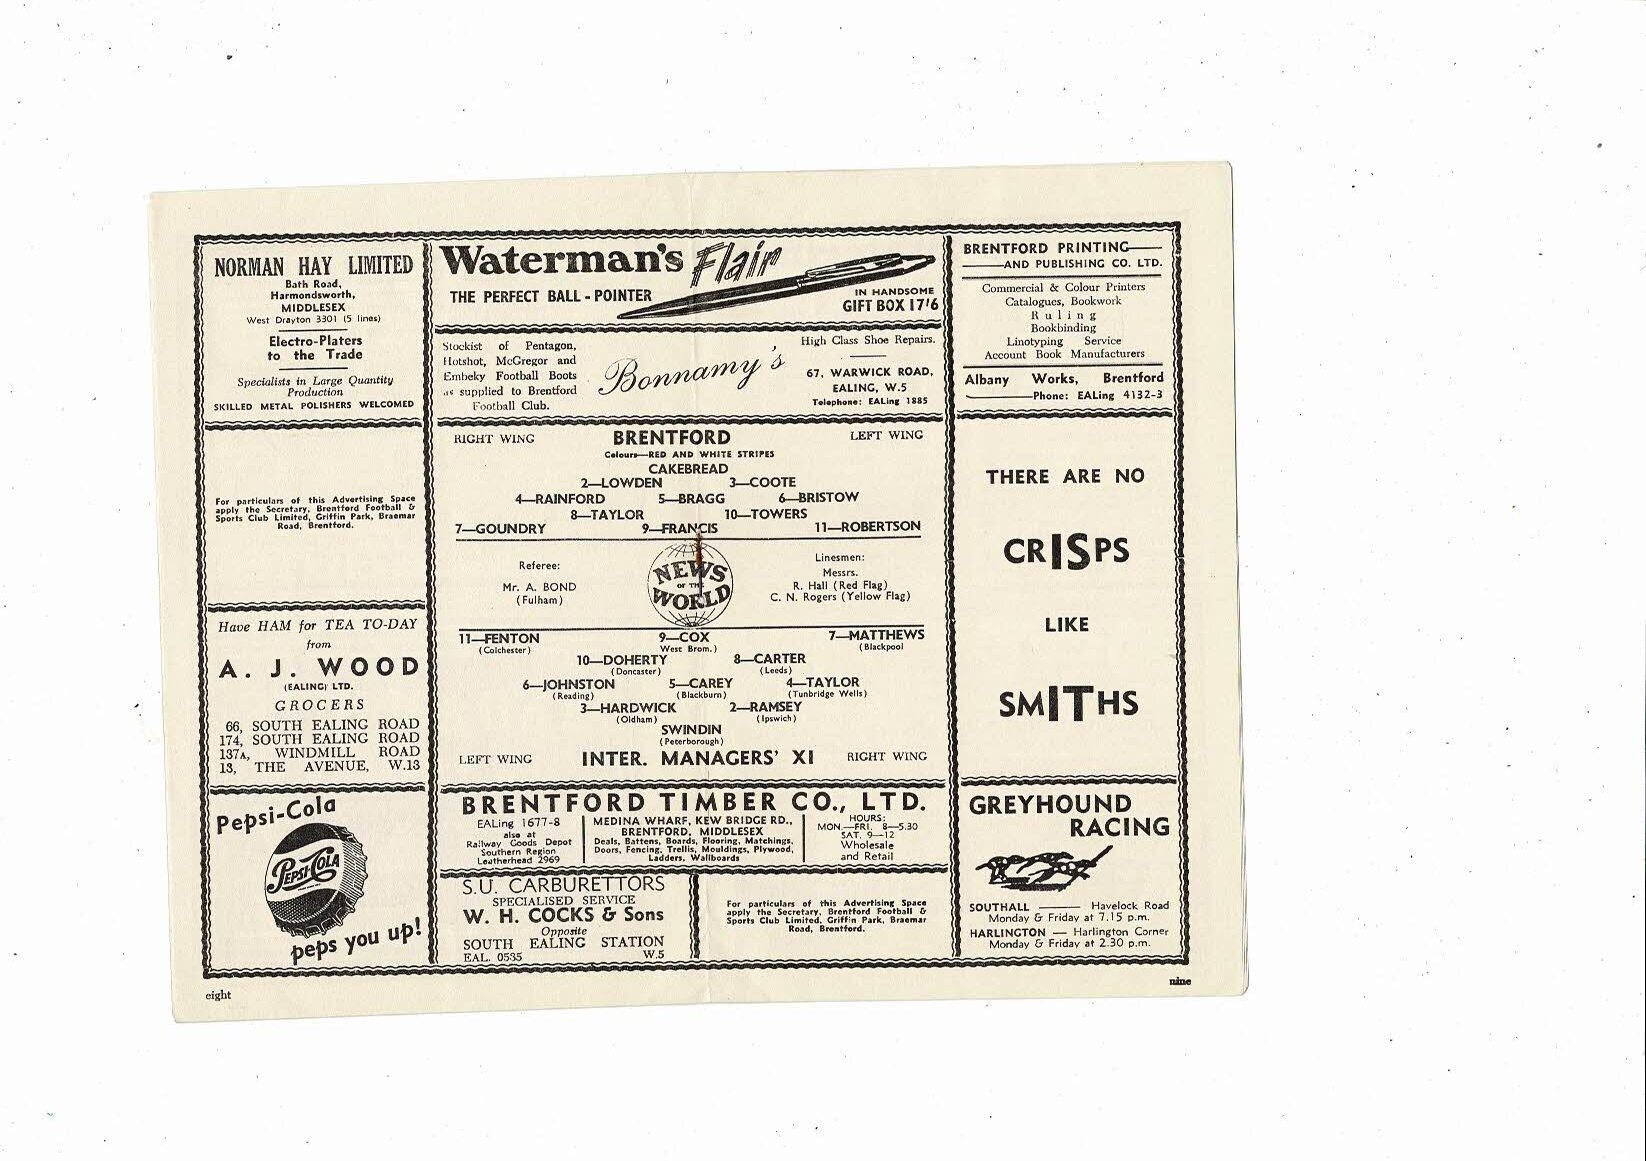 NORMAN HAY LIMITED
Bath Road,
Harmondsworth,
MIDDLESEX
West Drayton 3301 (5 lines)
Electro-Platers
to the Trade
Specialists in Large Quantity
Production
SKILLED METAL POLISHERS WELCOMED
For particulars of this Advertising Space
apply the Secretary, Brentford Football &
Sports Club Limited, Griffin Park, Braemar
Road, Brentford.
Have HAM for TEA TO-DAY
from
A. J. WOOD
(EALING) LTD.
GROCERS
66, SOUTH EALING ROAD
174, SOUTH EALING ROAD
137A, WINDMILL ROAD
13, THE AVENUE, W.13
Pepsi-Cola
PEPSI-COLA
peps you up!
Waterman's Flair
THE PERFECT BALL-POINTER
IN HANDSOME
GIFT BOX 17'6
Stockist of Pentagon,
Hotshot, McGregor and
Embeky Football Boots
as supplied to Brentford
Football Club.
Bonnamy's
High Class Shoe Repairs.
67, WARWICK ROAD,
EALING, W.5
Telephone: EALing 1885
RIGHT WING BRENTFORD LEFT WING
Colours—RED AND WHITE STRIPES
CAKEBREAD
2—LOWDEN 3—COOTE
4—RAINFORD 5—BRAGG 6—BRISTOW
8—TAYLOR 10—TOWERS
7—GOUNDRY 9—FRANCIS 11—ROBERTSON
Referee:
Mr. A. BOND
(Fulham)
NEWS
OF THE
WORLD
Linesmen:
Messrs.
R. Hall (Red Flag)
C. N. Rogers (Yellow Flag)
11—FENTON 9—COX 7—MATTHEWS
(Colchester) West Brom.) (Blackpool
10—DOHERTY 8—CARTER
(Doncaster) (Leeds)
6—JOHNSTON 5—CAREY 4—TAYLOR
(Reading) (Blackburn) (Tunbridge Wells)
3—HARDWICK 2—RAMSEY
(Oldham) (Ipswich)
SWINDIN
(Peterborough)
LEFT WING INTER. MANAGERS' XI RIGHT WING
BRENTFORD TIMBER CO., LTD.
EALing 1677-8
also at
Railway Goods Depot
Southern Region
Leatherhead 2969
MEDINA WHARF, KEW BRIDGE RD.,
BRENTFORD, MIDDLESEX
Deals, Battens, Boards, Flooring, Matchings,
Doors, Fencing, Trellis, Mouldings, Plywood,
Ladders, Wallboards
HOURS:
MON.—FRI. 8—5.30
SAT. 9—12
Wholesale
and Retail
S.U. CARBURETTORS
SPECIALISED SERVICE
W. H. COCKS & Sons
Opposite
SOUTH EALING STATION
EAL. 0535 W.5
For particulars of this Advertising Space
apply the Secretary, Brentford Football &
Sports Club Limited, Griffin Park, Braemar
Road, Brentford.
BRENTFORD PRINTING—
—AND PUBLISHING CO. LTD.
Commercial & Colour Printers
Catalogues, Bookwork
Ruling
Bookbinding
Linotyping Service
Account Book Manufacturers
Albany Works, Brentford
—Phone: EALing 4132-3
THERE ARE NO
CRISPS
LIKE
SMITHS
GREYHOUND
RACING
SOUTHALL — Havelock Road
Monday & Friday at 7.15 p.m.
HARLINGTON — Harlington Corner
Monday & Friday at 2.30 p.m.
eight
nine